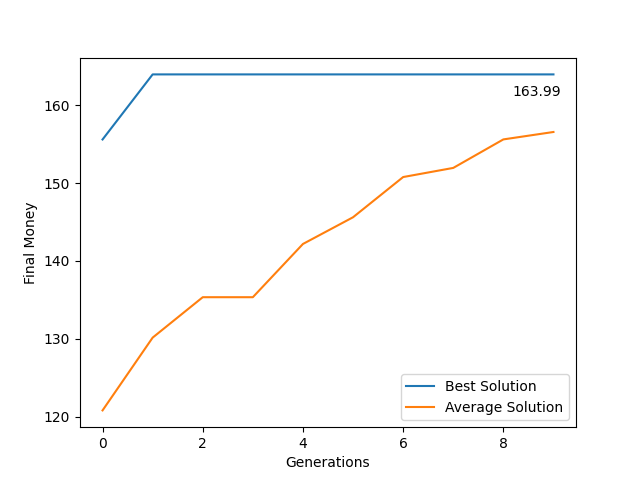 160
150
140
130
120
Final Money
163.99
Best Solution
Average Solution
0 2 4 6 8
Generations